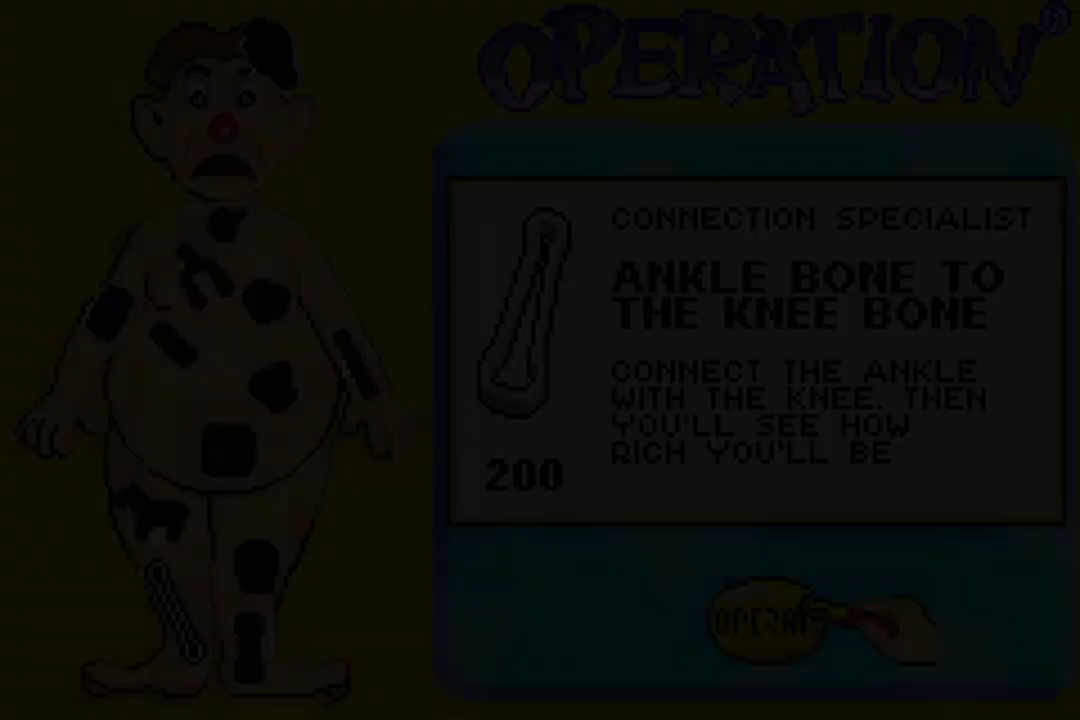 OPERATION®
CONNECTION SPECIALIST
ANKLE BONE TO
THE KNEE BONE
CONNECT THE ANKLE
WITH THE KNEE. THEN
YOU'LL SEE HOW
RICH YOU'LL BE
200